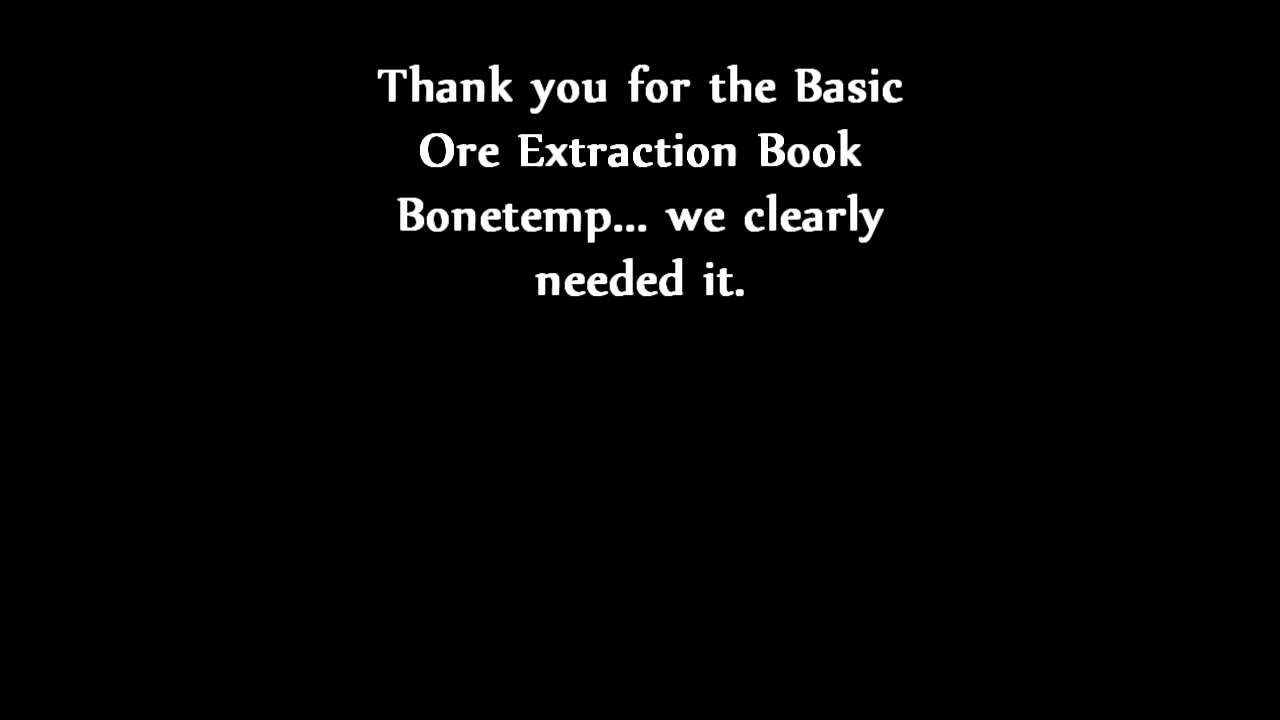 Thank you for the Basic
Ore Extraction Book
Bonetemp... we clearly
needed it.